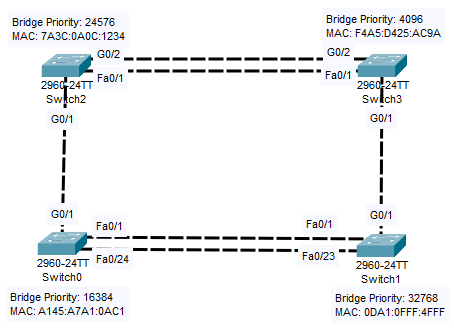 Bridge Priority: 24576
MAC: 7A3C:0A0C:1234
Bridge Priority: 4096
MAC: F4A5:D425:AC9A
G0/2
G0/2
Fa0/1
Fa0/1
2960-24TT
Switch2
2960-24TT
Switch3
G0/1
G0/1
G0/1
G0/1
Fa0/1
Fa0/1
Fa0/24
Fa0/23
2960-24TT
Switch0
2960-24TT
Switch1
Bridge Priority: 16384
MAC: A145:A7A1:0AC1
Bridge Priority: 32768
MAC: 0DA1:0FFF:4FFF